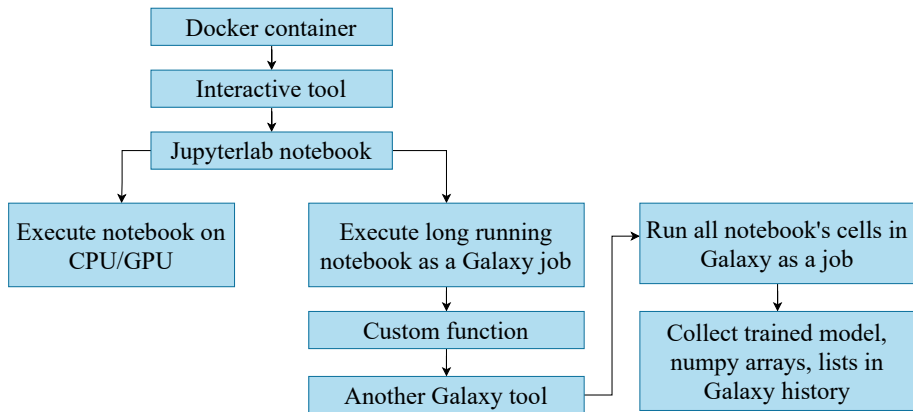 Docker container
Interactive tool
Jupyterlab notebook
Execute notebook on
CPU/GPU
Execute long running
notebook as a Galaxy job
Custom function
Another Galaxy tool
Run all notebook's cells in
Galaxy as a job
Collect trained model,
numpy arrays, lists in
Galaxy history